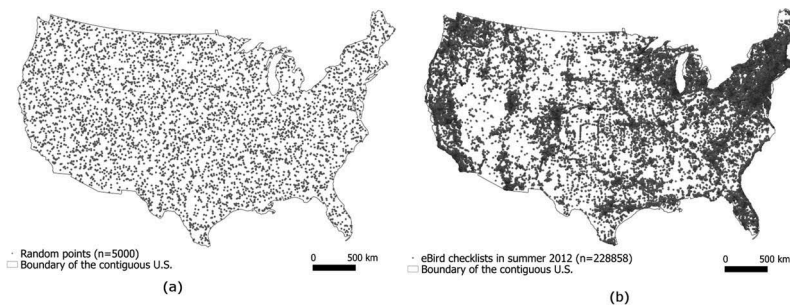 Random points (n=5000)
Boundary of the contiguous U.S.
0 500 km
(a)
eBird checklists in summer 2012 (n=228858)
Boundary of the contiguous U.S.
0 500 km
(b)